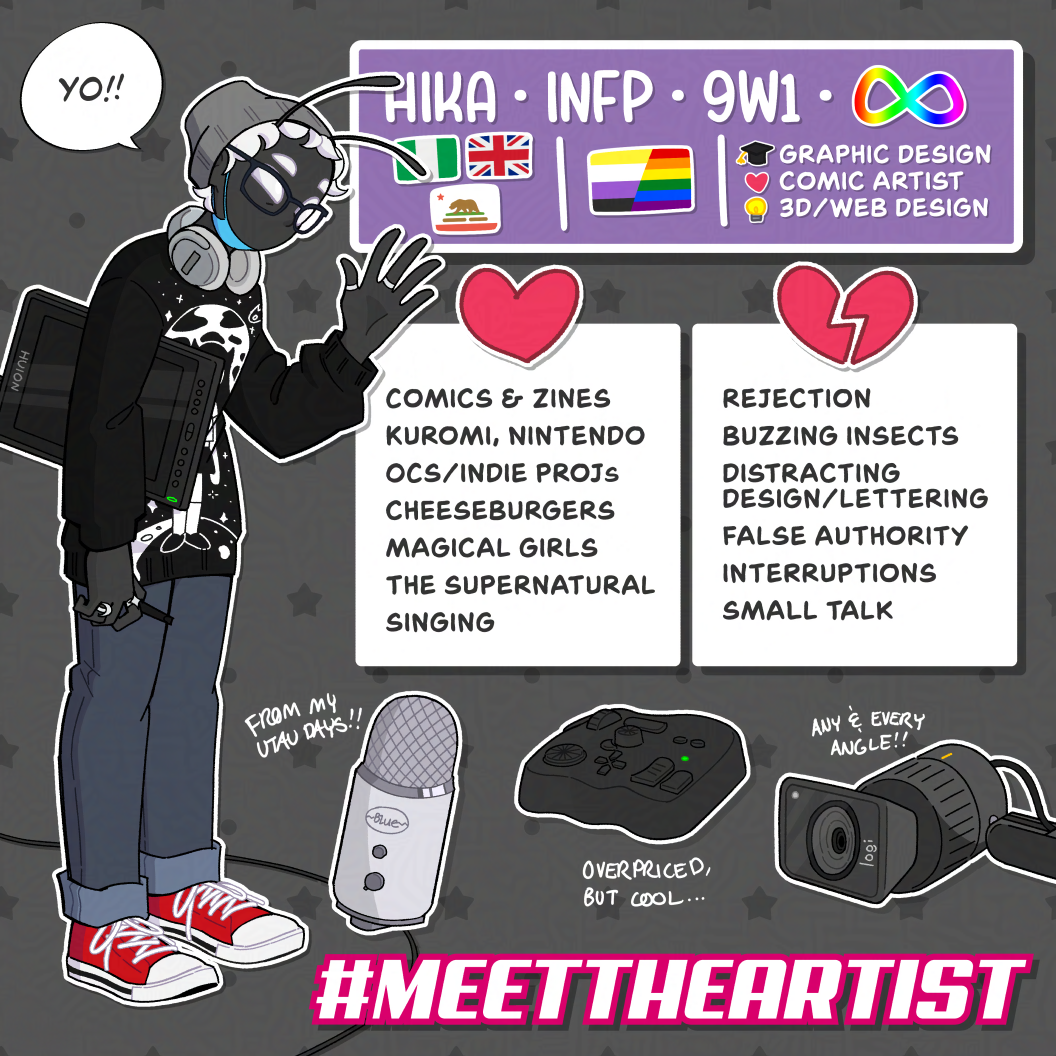 YO!!
HIKA • INFP • 9W1 •
GRAPHIC DESIGN
COMIC ARTIST
3D/WEB DESIGN
HUION
COMICS & ZINES
KUROMI, NINTENDO
OCS/INDIE PROJs
CHEESEBURGERS
MAGICAL GIRLS
THE SUPERNATURAL
SINGING
REJECTION
BUZZING INSECTS
DISTRACTING
DESIGN/LETTERING
FALSE AUTHORITY
INTERRUPTIONS
SMALL TALK
FROM MY
UTAU DAYS!!
BLUE
OVERPRICED,
BUT COOL...
ANY & EVERY
ANGLE!!
logi
#MEETTHEARTIST